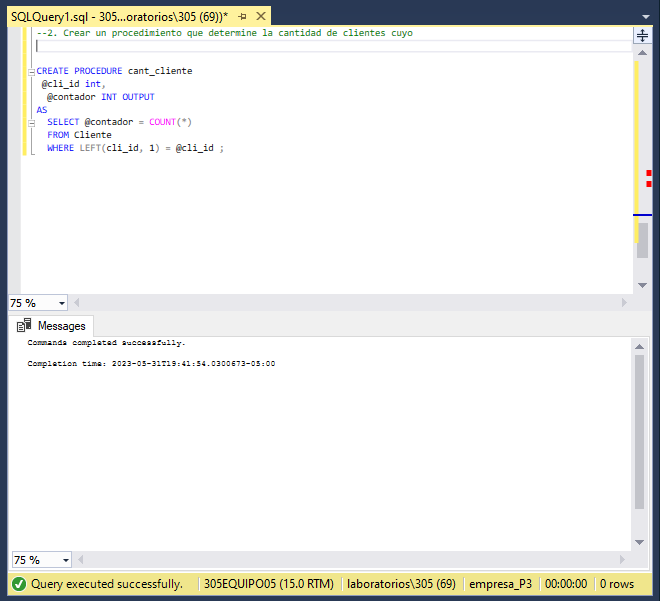 SQLQuery1.sql - 305...oratorios\305 (69))*
--2. Crear un procedimiento que determine la cantidad de clientes cuyo
CREATE PROCEDURE cant_cliente
@cli_id int,
@contador INT OUTPUT
AS
SELECT @contador = COUNT(*)
FROM Cliente
WHERE LEFT(cli_id, 1) = @cli_id ;
75 %
Messages
Commands completed successfully.
Completion time: 2023-05-31T19:41:54.0300673-05:00
75 %
Query executed successfully. 305EQUIPO05 (15.0 RTM) laboratorios\305 (69) empresa_P3 00:00:00 0 rows